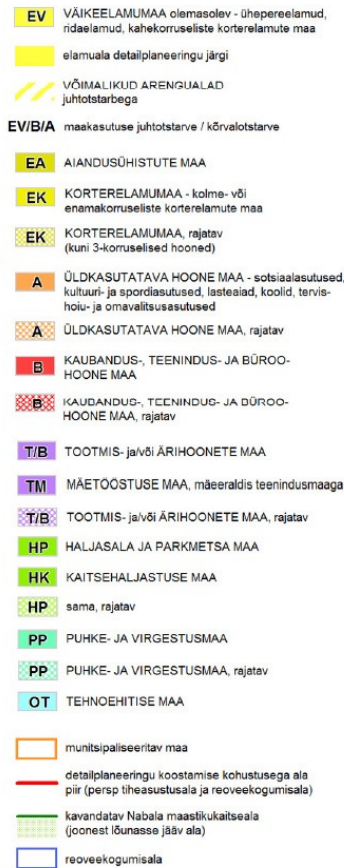 EV VÄIKEELAMUMAA olemasolev - ühepereelamud,
ridaelamud, kahekorruseliste korterelamute maa
elamuala detailplaneeringu järgi
VÕIMALIKUD ARENGUALAD
juhtotstarbega
EV/B/A maakasutuse juhtotstarve / kõrvalotstarve
EA AIANDUSÜHISTUTE MAA
EK KORTERELAMUMAA - kolme- või
enamakorruseliste korterelamute maa
EK KORTERELAMUMAA, rajatav
(kuni 3-korruselised hooned)
A ÜLDKASUTATAVA HOONE MAA - sotsiaalasutused,
kultuuri- ja spordiasutused, lasteaiad, koolid, tervis-
hoiu- ja omavalitsusasutused
A ÜLDKASUTATAVA HOONE MAA, rajatav
B KAUBANDUS-, TEENINDUS- JA BÜROO-
HOONE MAA
B KAUBANDUS-, TEENINDUS- JA BÜROO-
HOONE MAA, rajatav
T/B TOOTMIS- ja/või ÄRIHOONETE MAA
TM MÄETÖÖSTUSE MAA, mäeeraldis teenindusmaaga
T/B TOOTMIS- ja/või ÄRIHOONETE MAA, rajatav
HP HALJASALA JA PARKMETSA MAA
HK KAITSEHALJASTUSE MAA
HP sama, rajatav
PP PUHKE- JA VIRGESTUSMAA
PP PUHKE- JA VIRGESTUSMAA, rajatav
OT TEHNOEHITISE MAA
munitsipaliseeritav maa
detailplaneeringu koostamise kohustusega ala
piir (persp tiheasustusala ja reoveekogumisala)
kavandatav Nabala maastikukaitseala
(joonest lõunasse jääv ala)
reoveekogumisala